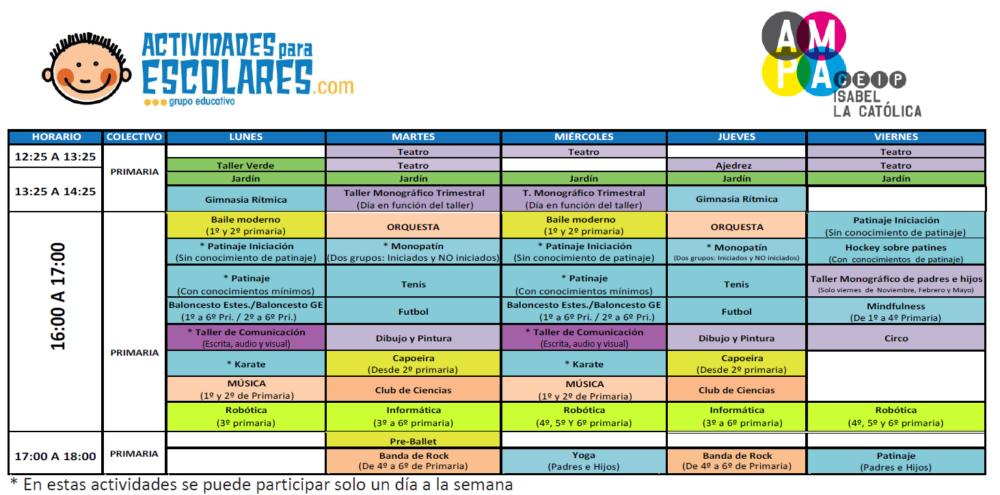 ACTIVIDADES para
ESCOLARES.com
grupo educativo
AMPA
CEIP
ISABEL
LA CATÓLICA
HORARIO COLECTIVO LUNES MARTES MIÉRCOLES JUEVES VIERNES
12:25 A 13:25
PRIMARIA
Teatro Teatro Teatro
13:25 A 14:25
Taller Verde Teatro Ajedrez Teatro
Jardín Jardín Jardín Jardín Jardín
Gimnasia Rítmica Taller Monográfico Trimestral T. Monográfico Trimestral Gimnasia Rítmica
(Día en función del taller) (Día en función del taller)
16:00 A 17:00
PRIMARIA
Baile moderno ORQUESTA Baile moderno ORQUESTA Patinaje Iniciación
(1º y 2º primaria) (1º y 2º primaria) (Sin conocimiento de patinaje)
* Patinaje Iniciación * Monopatín * Patinaje Iniciación * Monopatín Hockey sobre patines
(Sin conocimiento de patinaje) (Dos grupos: Iniciados y NO iniciados) (Sin conocimiento de patinaje) (Dos grupos: Iniciados y NO iniciados) (Con conocimientos de patinaje)
* Patinaje Tenis * Patinaje Tenis Taller Monográfico de padres e hijos
(Con conocimientos mínimos) (Con conocimientos mínimos) (Solo viernes de Noviembre, Febrero y Mayo)
Baloncesto Estes./Baloncesto GE Futbol Baloncesto Estes./Baloncesto GE Futbol Mindfulness
(1º a 6º Pri. / 2º a 6º Pri.) (1º a 6º Pri. / 2º a 6º Pri.) (De 1º a 4º Primaria)
* Taller de Comunicación Dibujo y Pintura * Taller de Comunicación Dibujo y Pintura Circo
(Escrita, audio y visual) (Escrita, audio y visual)
* Karate Capoeira * Karate Capoeira
(Desde 2º primaria) (Desde 2º primaria)
MÚSICA Club de Ciencias MÚSICA Club de Ciencias
(1º y 2º de Primaria) (1º y 2º de Primaria)
Robótica Informática Robótica Informática Robótica
(3º primaria) (3º a 6º primaria) (4º, 5º Y 6º primaria) (3º a 6º primaria) (4º, 5º y 6º primaria)
17:00 A 18:00 PRIMARIA
Pre-Ballet
Banda de Rock Yoga Banda de Rock Patinaje
(De 4º a 6º de Primaria) (Padres e Hijos) (De 4º a 6º de Primaria) (Padres e Hijos)
* En estas actividades se puede participar solo un día a la semana